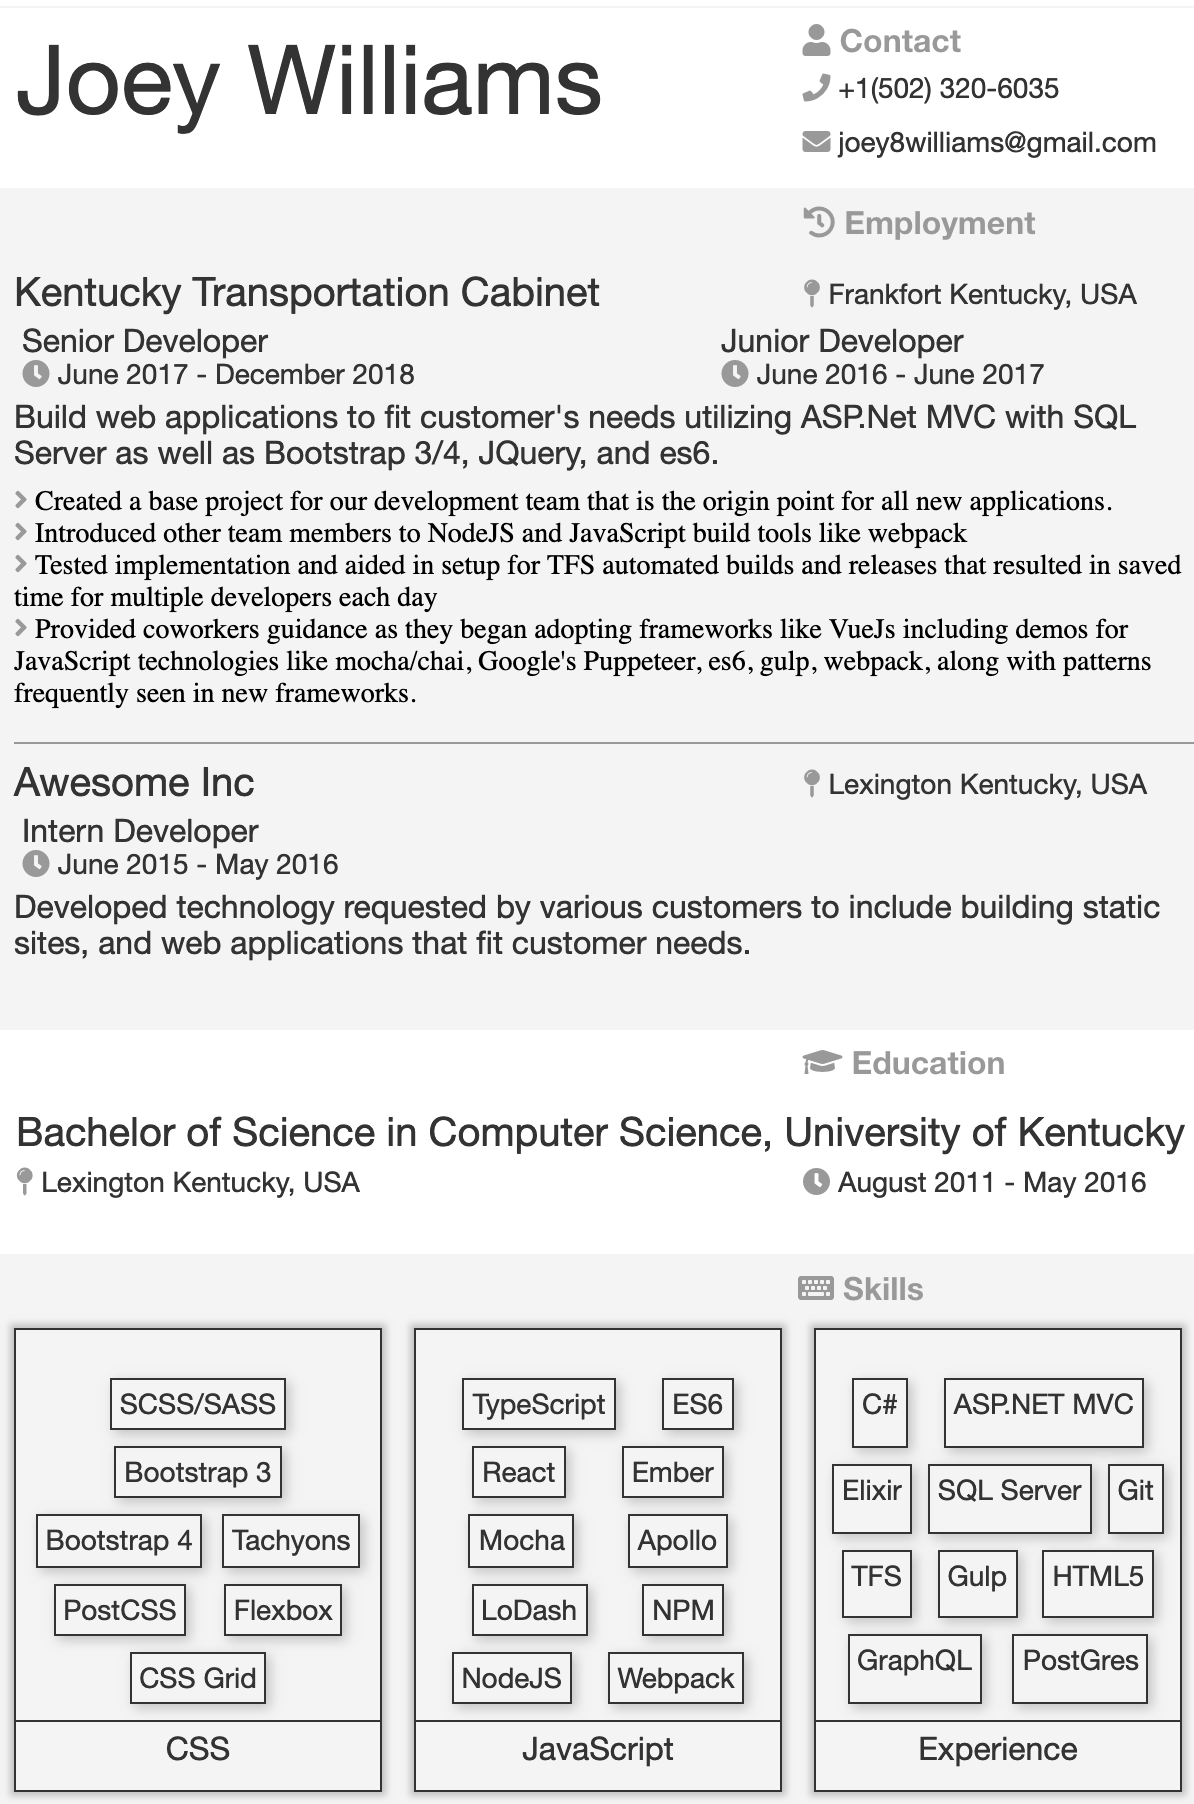 Joey Williams
Contact
+1(502) 320-6035
joey8williams@gmail.com
Employment
Kentucky Transportation Cabinet
Frankfort Kentucky, USA
Senior Developer
June 2017 - December 2018
Junior Developer
June 2016 - June 2017
Build web applications to fit customer's needs utilizing ASP.Net MVC with SQL
Server as well as Bootstrap 3/4, JQuery, and es6.
Created a base project for our development team that is the origin point for all new applications.
Introduced other team members to NodeJS and JavaScript build tools like webpack
Tested implementation and aided in setup for TFS automated builds and releases that resulted in saved
time for multiple developers each day
Provided coworkers guidance as they began adopting frameworks like VueJs including demos for
JavaScript technologies like mocha/chai, Google's Puppeteer, es6, gulp, webpack, along with patterns
frequently seen in new frameworks.
Awesome Inc
Lexington Kentucky, USA
Intern Developer
June 2015 - May 2016
Developed technology requested by various customers to include building static
sites, and web applications that fit customer needs.
Education
Bachelor of Science in Computer Science, University of Kentucky
Lexington Kentucky, USA
August 2011 - May 2016
Skills
SCSS/SASS
Bootstrap 3
Bootstrap 4 Tachyons
PostCSS Flexbox
CSS Grid
CSS
TypeScript ES6
React Ember
Mocha Apollo
LoDash NPM
NodeJS Webpack
JavaScript
C# ASP.NET MVC
Elixir SQL Server Git
TFS Gulp HTML5
GraphQL PostGres
Experience